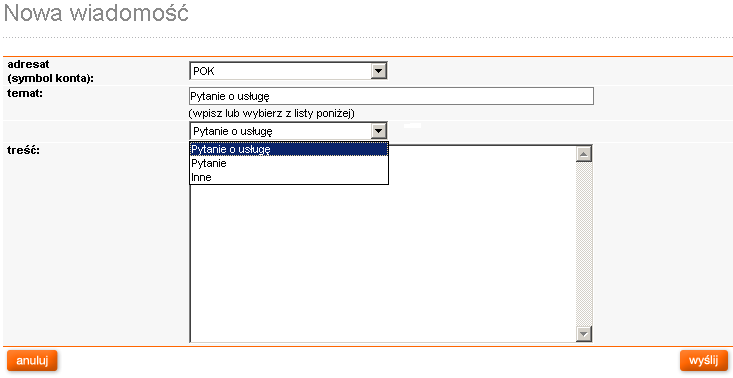 Nowa wiadomość
adresat
(symbol konta):
POK
temat:
Pytanie o usługę
(wpisz lub wybierz z listy poniżej)
Pytanie o usługę
treść:
Pytanie o usługę
Pytanie
Inne
anuluj
wyślij